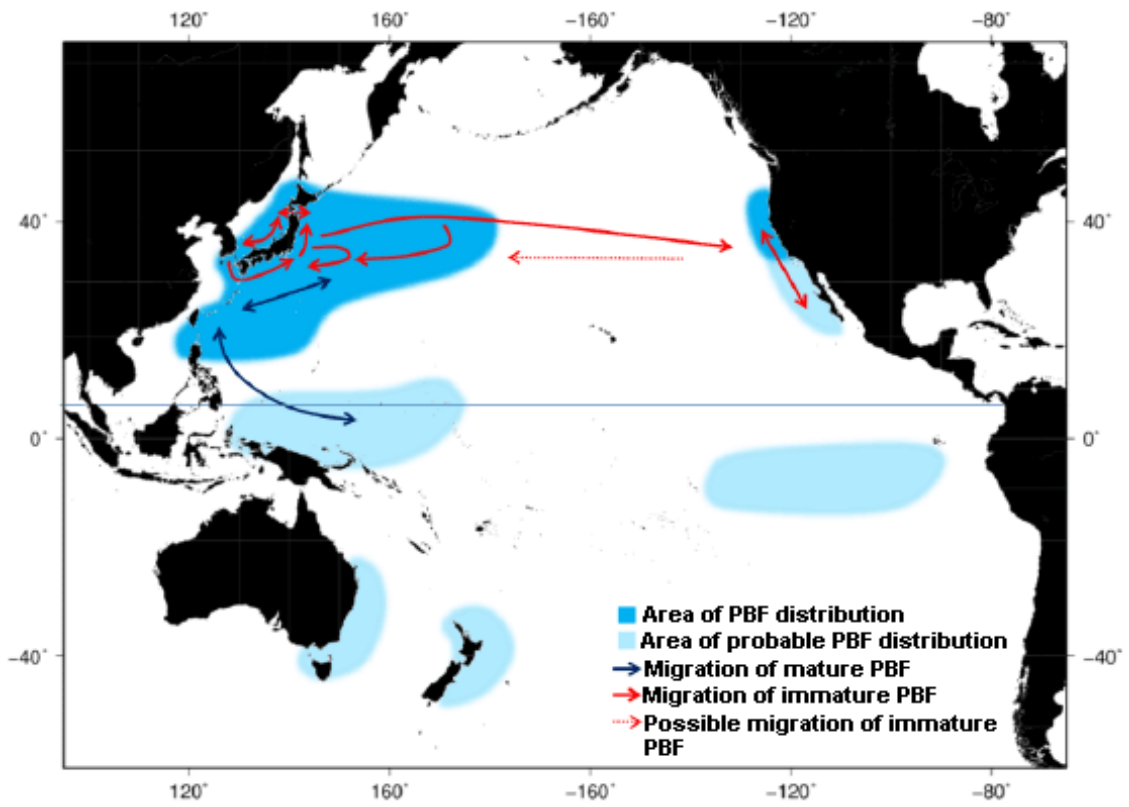 120° 160° −160° −120° −80°
40° 40°
0° 0°
Area of PBF distribution
Area of probable PBF distribution
−40° −40°
Migration of mature PBF
Migration of immature PBF
Possible migration of immature
PBF
120° 160° −160° −120° −80°